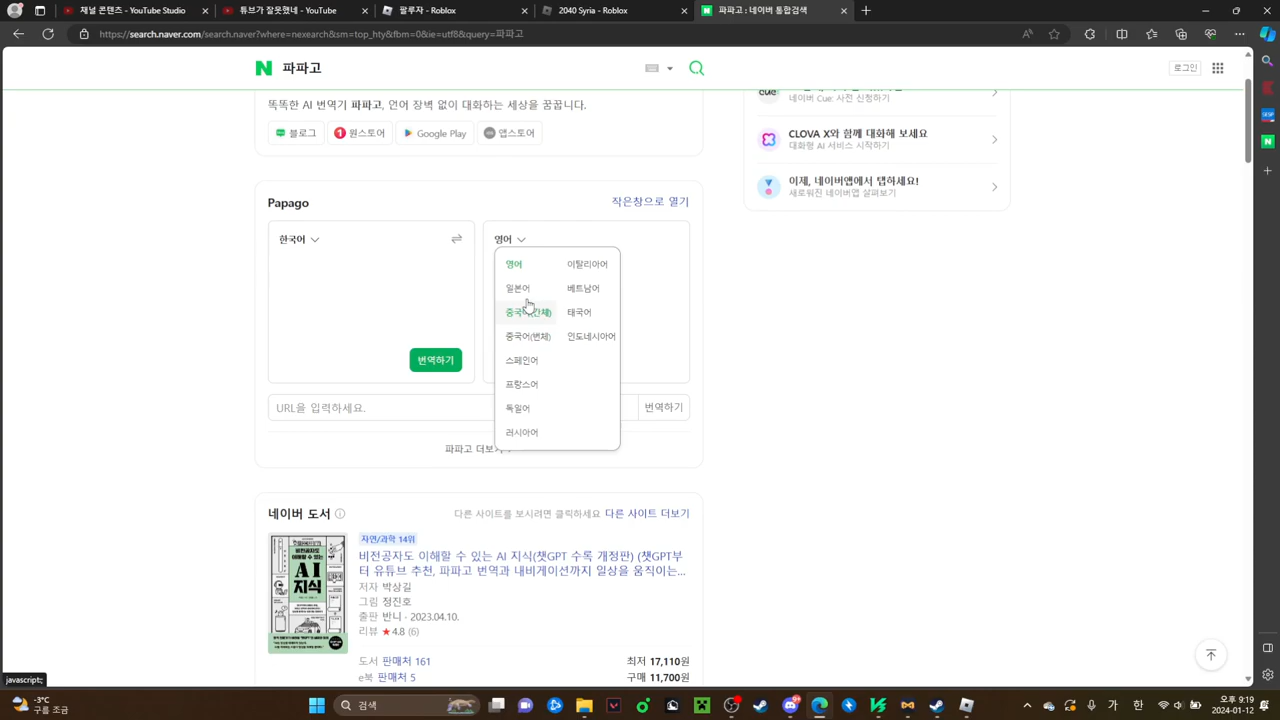 채널 콘텐츠 - YouTube Studio
튜브가 잘못했네 - YouTube
팔루자 - Roblox
2040 Syria - Roblox
파파고 : 네이버 통합검색
https://search.naver.com/search.naver?where=nexearch&sm=top_hty&fbm=0&ie=utf8&query=파파고
N 파파고
로그인
똑똑한 AI 번역기 파파고, 언어 장벽 없이 대화하는 세상을 꿈꿉니다.
블로그
원스토어
Google Play
앱스토어
cue:
네이버 Cue: 사전 신청하기
CLOVA X와 함께 대화해 보세요
대화형 AI 서비스 시작하기
이제, 네이버앱에서 탭하세요!
새로워진 네이버앱 살펴보기
Papago
작은창으로 열기
한국어
영어
영어
이탈리아어
일본어
베트남어
중국어(간체)
태국어
중국어(번체)
인도네시아어
스페인어
프랑스어
독일어
러시아어
번역하기
URL을 입력하세요.
번역하기
파파고 더보기
네이버 도서
다른 사이트를 보시려면 클릭하세요 다른 사이트 더보기
비전공자도
이해할 수 있는
AI
지식
자연/과학 14위
비전공자도 이해할 수 있는 AI 지식(챗GPT 수록 개정판) (챗GPT부
터 유튜브 추천, 파파고 번역과 내비게이션까지 일상을 움직이는...
저자 박상길
그림 정진호
출판 반니 · 2023.04.10.
리뷰 ★4.8 (6)
도서 판매처 161
최저 17,110원
e북 판매처 5
구매 11,700원
javascript:;
-3°C
가뭄 조짐
검색
가
오후 9:19
2024-01-12